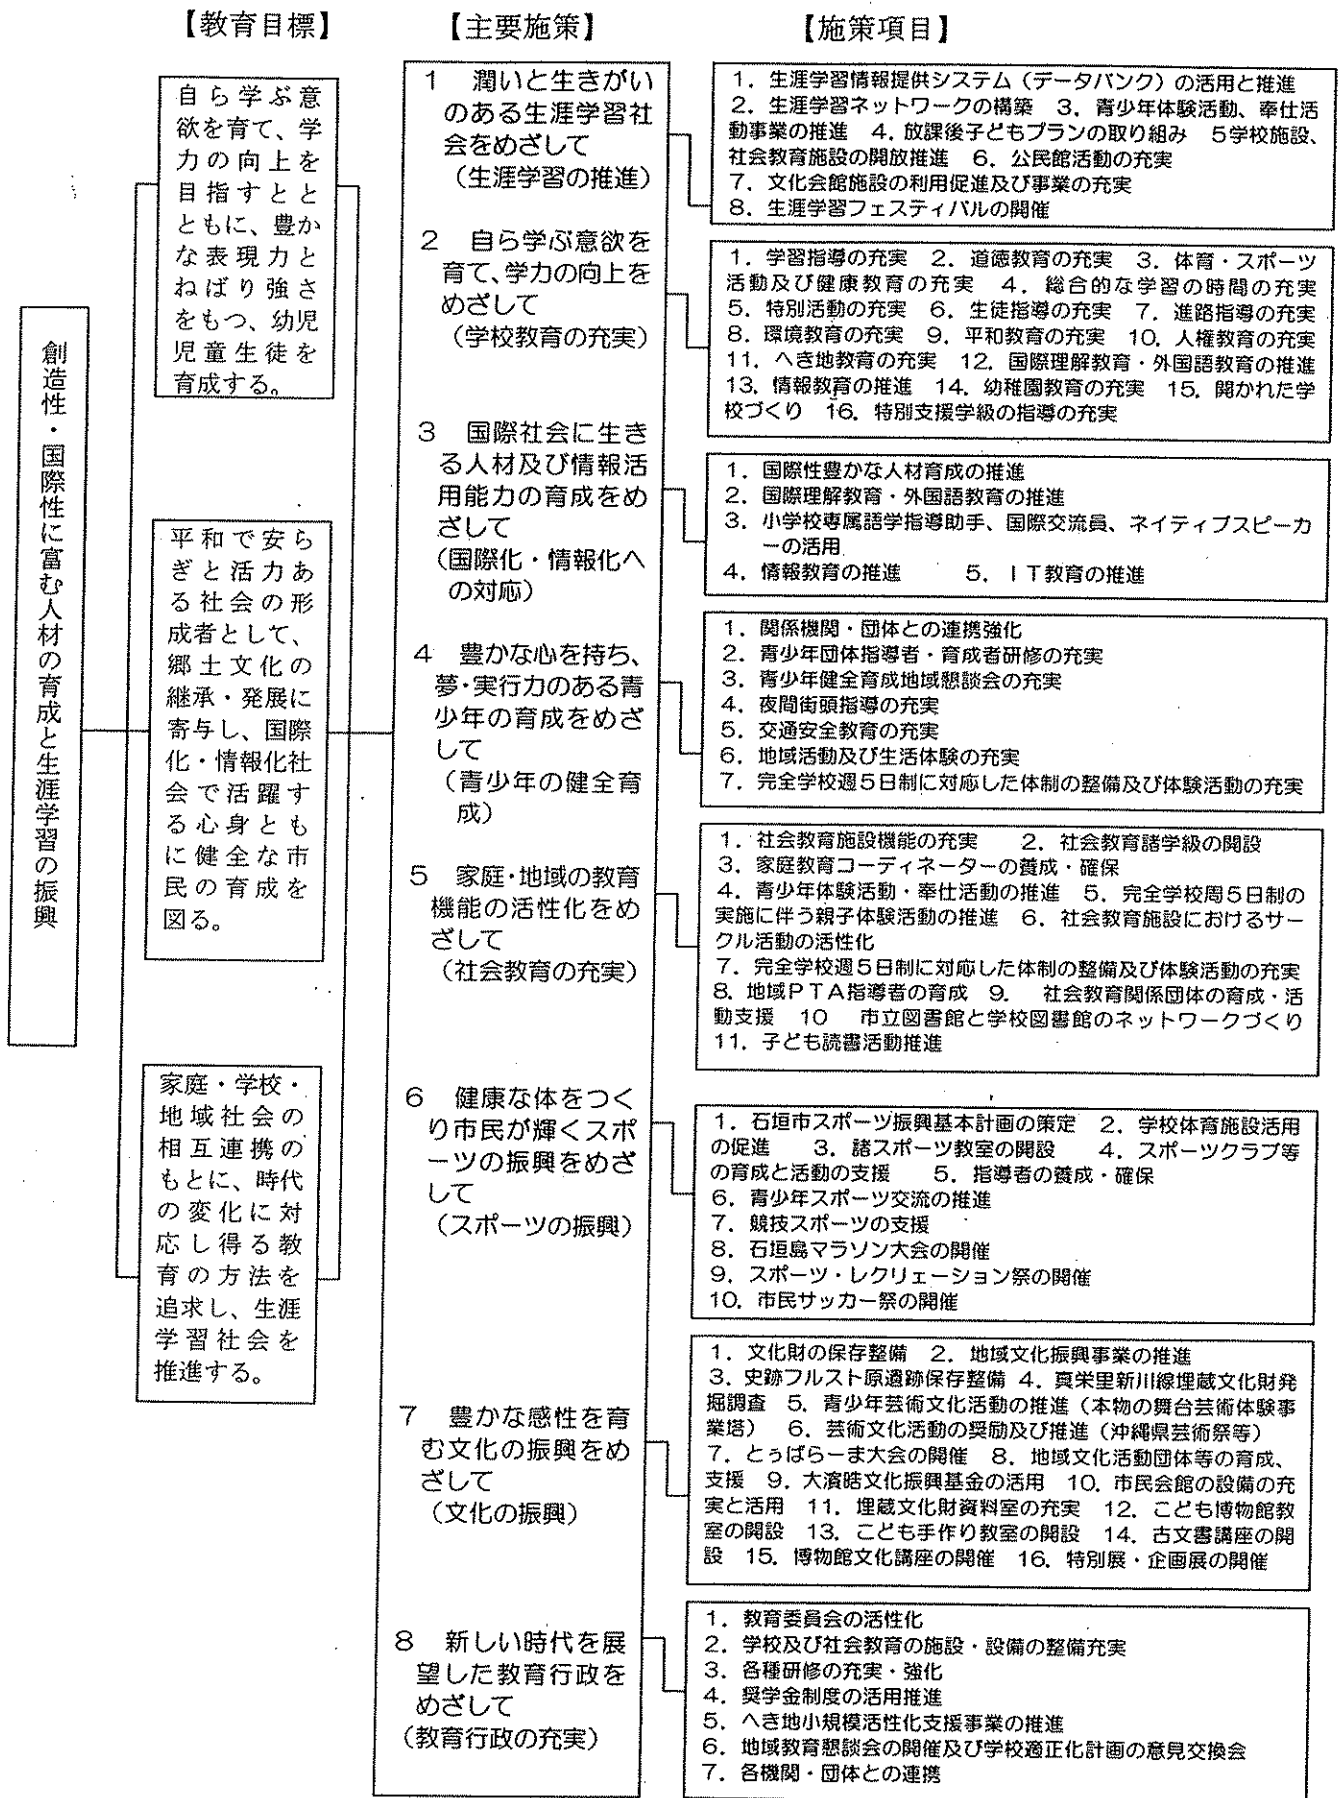 【教育目標】
【主要施策】
【施策項目】
創造性・国際性に富む人材の育成と生涯学習の振興
自ら学ぶ意
欲を育て、学
力の向上を
目指すとと
ともに、豊か
な表現力と
ねばり強さ
をもつ、幼児
児童生徒を
育成する。
平和で安ら
ぎと活力あ
る社会の形
成者として、
郷土文化の
継承・発展に
寄与し、国際
化・情報化社
会で活躍す
る心身とも
に健全な市
民の育成を
図る。
家庭・学校・
地域社会の
相互連携の
もとに、時代
の変化に対
応し得る教
育の方法を
追求し、生涯
学習社会を
推進する。
1 潤いと生きがい
のある生涯学習社
会をめざして
(生涯学習の推進)
2 自ら学ぶ意欲を
育て、学力の向上を
めざして
(学校教育の充実)
3 国際社会に生き
る人材及び情報活
用能力の育成をめ
ざして
(国際化・情報化へ
の対応)
4 豊かな心を持ち、
夢・実行力のある青
少年の育成をめざ
して
(青少年の健全育
成)
5 家庭・地域の教育
機能の活性化をめ
ざして
(社会教育の充実)
6 健康な体をつく
り市民が輝くスポ
ーツの振興をめざ
して
(スポーツの振興)
7 豊かな感性を育
む文化の振興をめ
ざして
(文化の振興)
8 新しい時代を展
望した教育行政を
めざして
(教育行政の充実)
1. 生涯学習情報提供システム(データバンク)の活用と推進
2. 生涯学習ネットワークの構築 3. 青少年体験活動、奉仕活
動事業の推進 4. 放課後子どもプランの取り組み 5学校施設、
社会教育施設の開放推進 6. 公民館活動の充実
7. 文化会館施設の利用促進及び事業の充実
8. 生涯学習フェスティバルの開催
1. 学習指導の充実 2. 道徳教育の充実 3. 体育・スポーツ
活動及び健康教育の充実 4. 総合的な学習の時間の充実
5. 特別活動の充実 6. 生徒指導の充実 7. 進路指導の充実
8. 環境教育の充実 9. 平和教育の充実 10. 人権教育の充実
11. へき地教育の充実 12. 国際理解教育・外国語教育の推進
13. 情報教育の推進 14. 幼稚園教育の充実 15. 開かれた学
校づくり 16. 特別支援学級の指導の充実
1. 国際性豊かな人材育成の推進
2. 国際理解教育・外国語教育の推進
3. 小学校専属語学指導助手、国際交流員、ネイティブスピーカ
ーの活用
4. 情報教育の推進 5. IT教育の推進
1. 関係機関・団体との連携強化
2. 青少年団体指導者・育成者研修の充実
3. 青少年健全育成地域懇談会の充実
4. 夜間街頭指導の充実
5. 交通安全教育の充実
6. 地域活動及び生活体験の充実
7. 完全学校週5日制に対応した体制の整備及び体験活動の充実
1. 社会教育施設機能の充実 2. 社会教育諸学級の開設
3. 家庭教育コーディネーターの養成・確保
4. 青少年体験活動・奉仕活動の推進 5. 完全学校周5日制の
実施に伴う親子体験活動の推進 6. 社会教育施設におけるサー
クル活動の活性化
7. 完全学校週5日制に対応した体制の整備及び体験活動の充実
8. 地域PTA指導者の育成 9. 社会教育関係団体の育成・活
動支援 10 市立図書館と学校図書館のネットワークづくり
11. 子ども読書活動推進
1. 石垣市スポーツ振興基本計画の策定 2. 学校体育施設活用
の促進 3. 諸スポーツ教室の開設 4. スポーツクラブ等
の育成と活動の支援 5. 指導者の養成・確保
6. 青少年スポーツ交流の推進
7. 競技スポーツの支援
8. 石垣島マラソン大会の開催
9. スポーツ・レクリェーション祭の開催
10. 市民サッカー祭の開催
1. 文化財の保存整備 2. 地域文化振興事業の推進
3. 史跡フルスト原遺跡保存整備 4. 真栄里新川線埋蔵文化財発
掘調査 5. 青少年芸術文化活動の推進(本物の舞台芸術体験事
業塔) 6. 芸術文化活動の奨励及び推進(沖縄県芸術祭等)
7. とぅばらーま大会の開催 8. 地域文化活動団体等の育成、
支援 9. 大濱晧文化振興基金の活用 10. 市民会館の設備の充
実と活用 11. 埋蔵文化財資料室の充実 12. こども博物館教
室の開設 13. こども手作り教室の開設 14. 古文書講座の開
設 15. 博物館文化講座の開催 16. 特別展・企画展の開催
1. 教育委員会の活性化
2. 学校及び社会教育の施設・設備の整備充実
3. 各種研修の充実・強化
4. 奨学金制度の活用推進
5. へき地小規模活性化支援事業の推進
6. 地域教育懇談会の開催及び学校適正化計画の意見交換会
7. 各機関・団体との連携